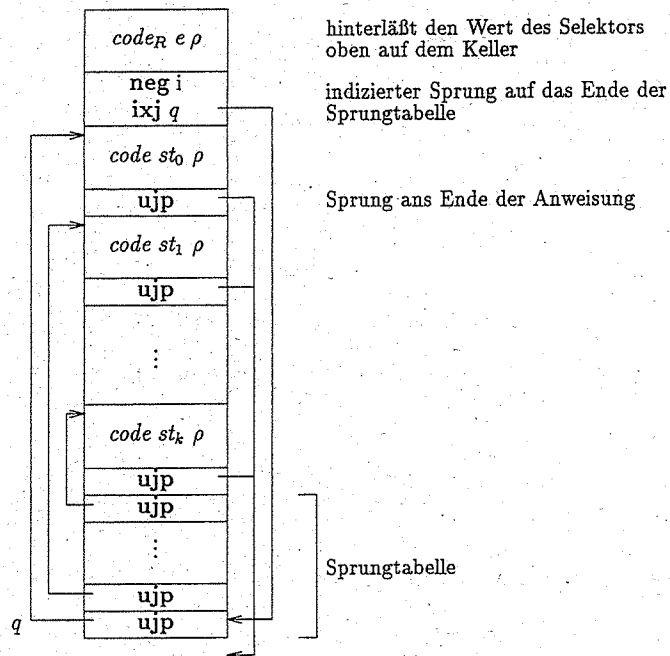 code_R e ρ
hinterläßt den Wert des Selektors
oben auf dem Keller
neg i
ixj q
indizierter Sprung auf das Ende der
Sprungtabelle
code st_0 ρ
ujp
Sprung ans Ende der Anweisung
code st_1 ρ
ujp
⋮
code st_k ρ
ujp
ujp
⋮
Sprungtabelle
ujp
q
ujp